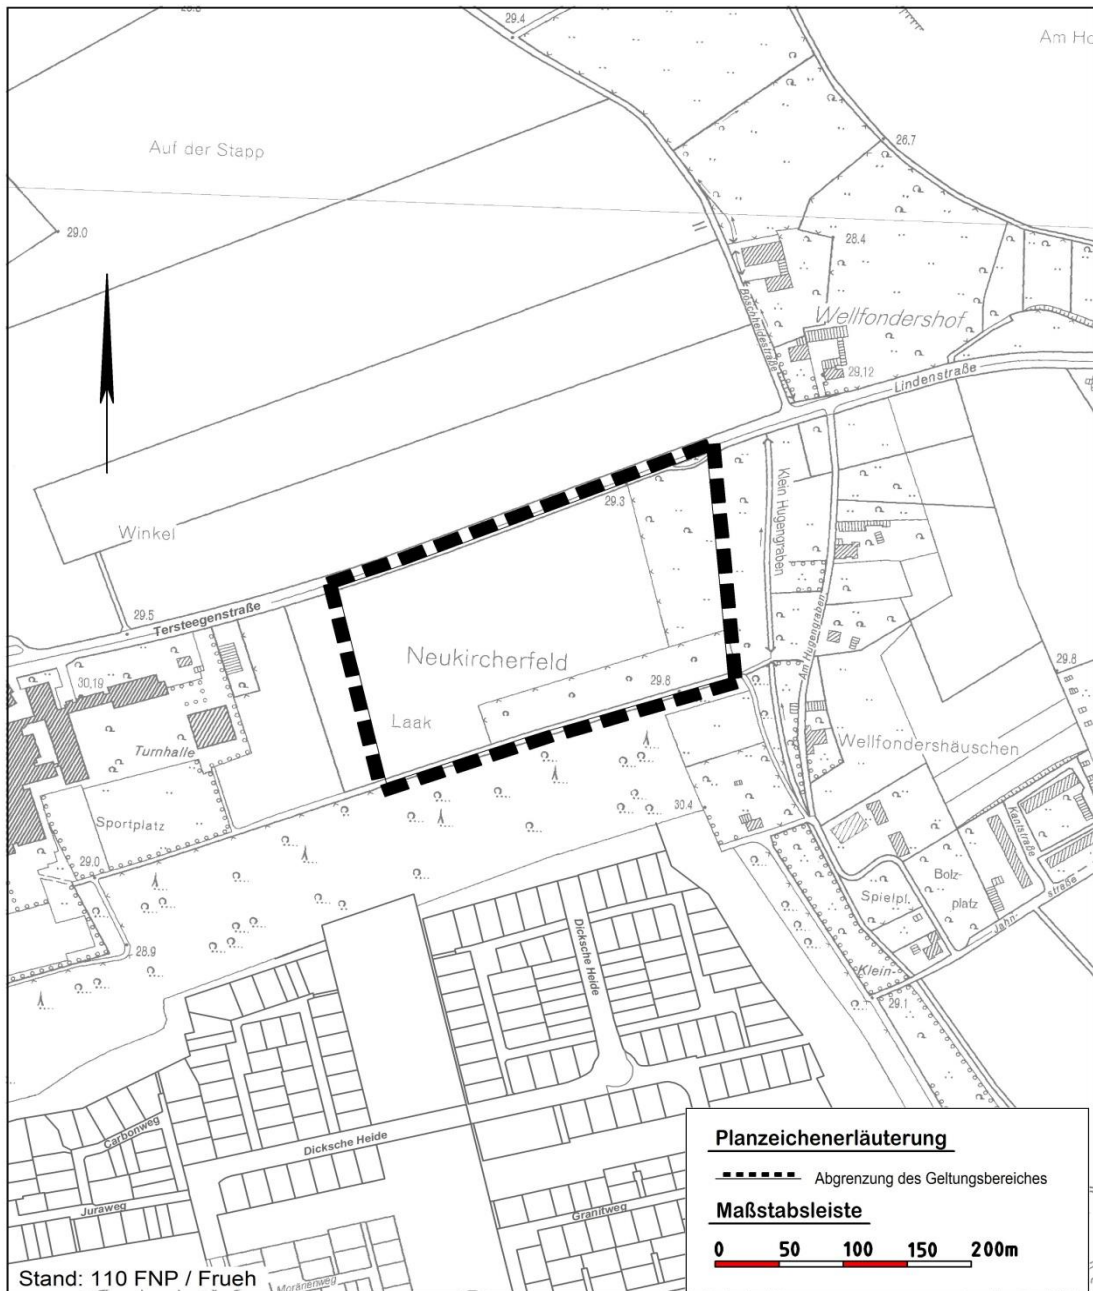 29.4
Am Ho
Auf der Stapp
26.7
29.0
28.4
Wellfondershof
Böschheidestraße
29,12
Lindenstraße
29.3
Klein Hugengraben
Winkel
29.5
Tersteegenstraße
Am Hugengraben
Neukircherfeld
29.8
29.8
30,19
Laak
Turnhalle
Wellfondershäuschen
Sportplatz
30.4
Kantstraße
29.0
Spielpl.
Bolz-
platz
Jahn-
straße
28.9
Dicksche Heide
Klein-
29.1
Carbonweg
Dicksche Heide
Juraweg
Granitweg
Moränenweg
Planzeichenerläuterung
Abgrenzung des Geltungsbereiches
Maßstabsleiste
0 50 100 150 200m
Stand: 110 FNP / Frueh